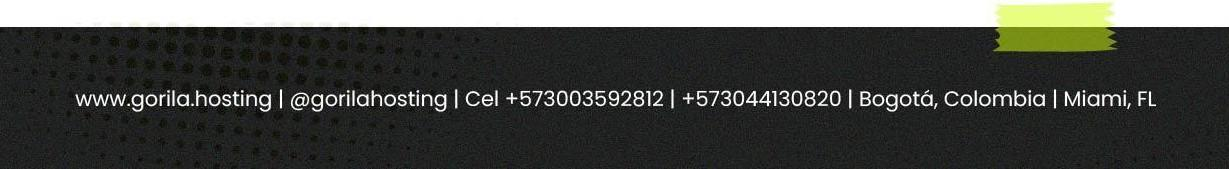 www.gorila.hosting | @gorilahosting | Cel +573003592812 | +573044130820 | Bogotá, Colombia | Miami, FL